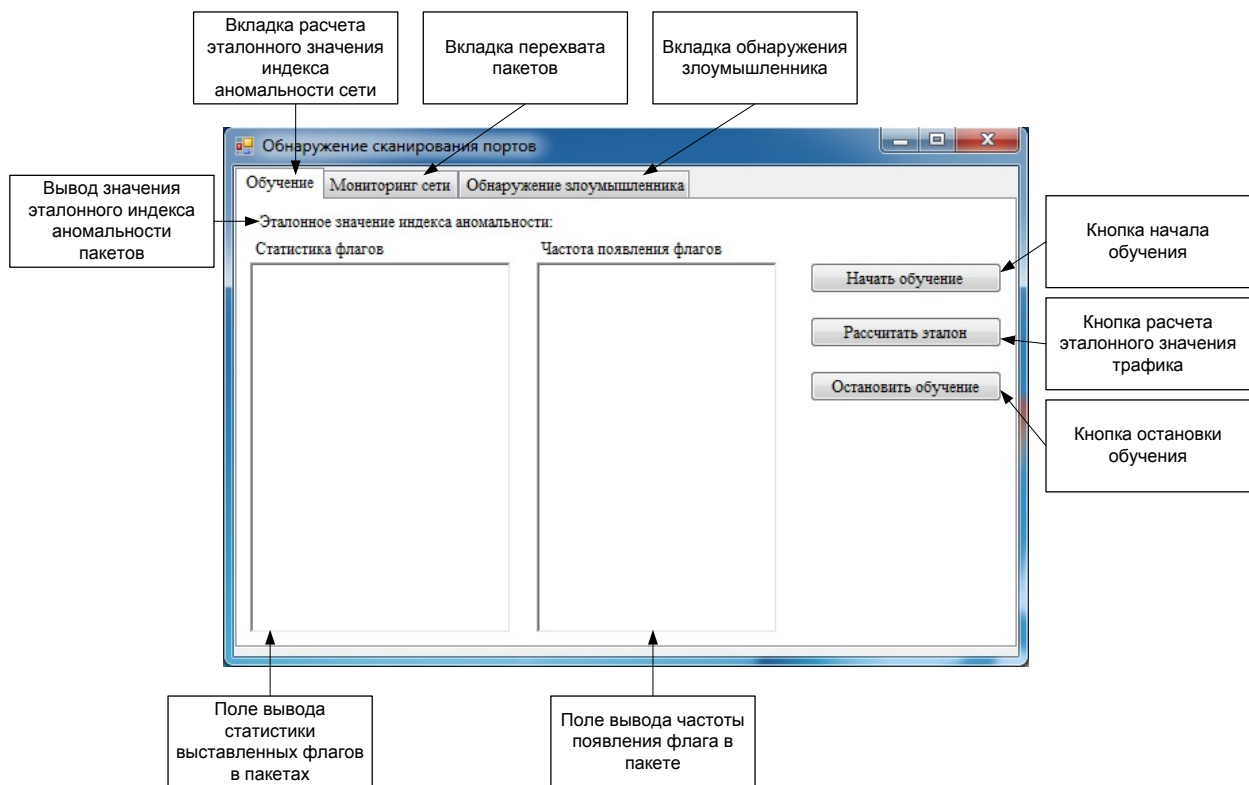 Вкладка расчета
эталонного значения
индекса
аномальности сети
Вкладка перехвата
пакетов
Вкладка обнаружения
злоумышленника
Обнаружение сканирования портов
Обучение
Мониторинг сети
Обнаружение злоумышленника
Вывод значения
эталонного индекса
аномальности
пакетов
Эталонное значение индекса аномальности:
Статистика флагов
Частота появления флагов
Начать обучение
Рассчитать эталон
Остановить обучение
Кнопка начала
обучения
Кнопка расчета
эталонного значения
трафика
Кнопка остановки
обучения
Поле вывода
статистики
выставленных флагов
в пакетах
Поле вывода частоты
появления флага в
пакете